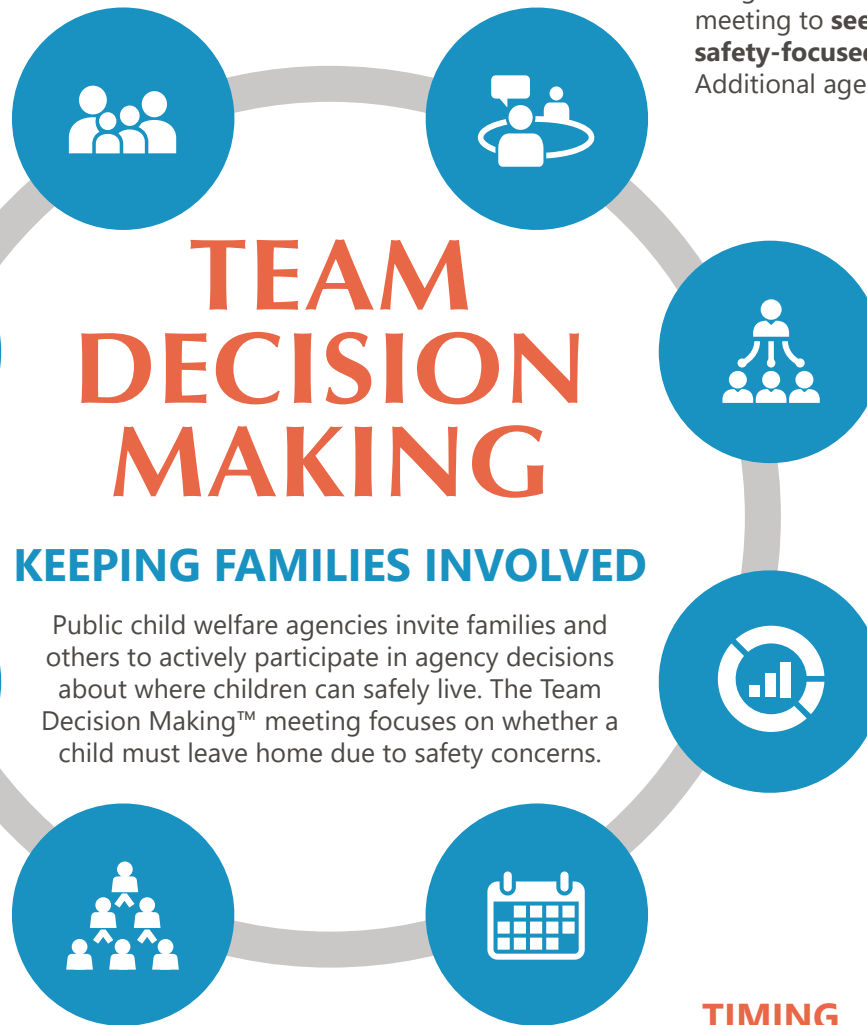 meeting to
safety-focused
Additional
TEAM
DECISION
MAKING
KEEPING FAMILIES INVOLVED
Public child welfare agencies invite families and
others to actively participate in agency decisions
about where children can safely live. The Team
Decision Making™ meeting focuses on whether a
child must leave home due to safety concerns.
TIMING